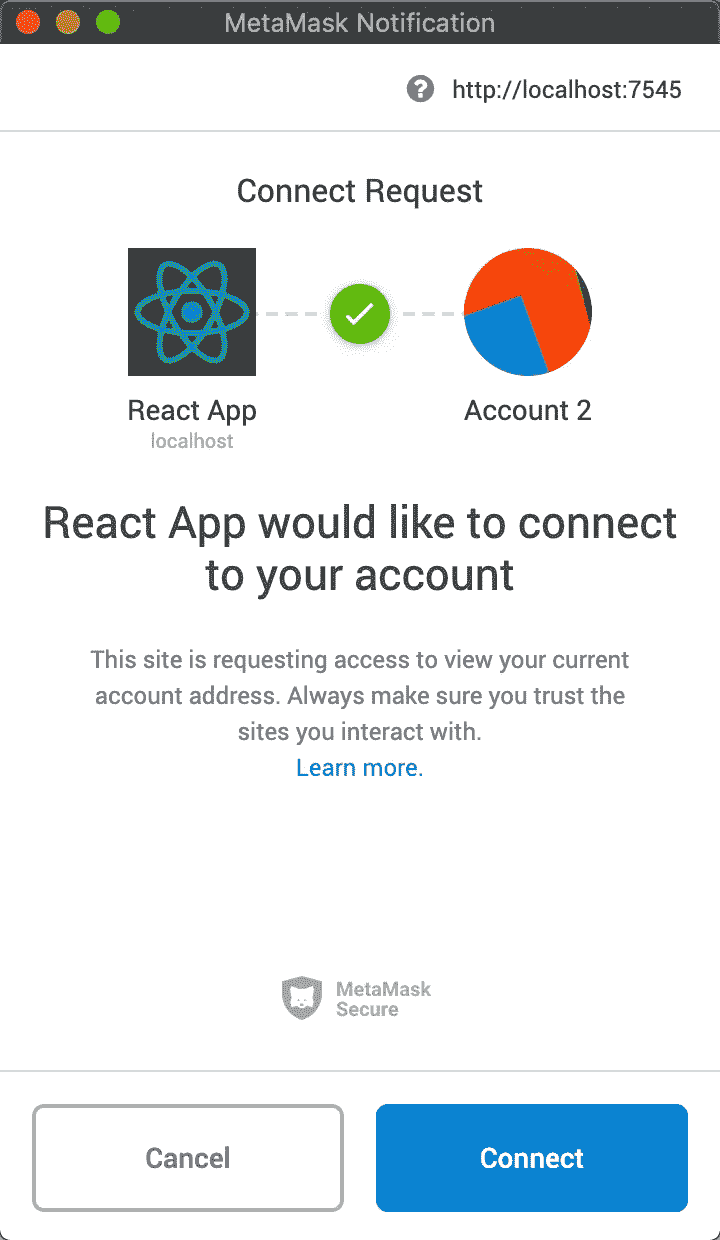 MetaMask Notification
http://localhost:7545
Connect Request
React App
localhost
Account 2
React App would like to connect
to your account
This site is requesting access to view your current
account address. Always make sure you trust the
sites you interact with.
Learn more.
MetaMask
Secure
Cancel
Connect